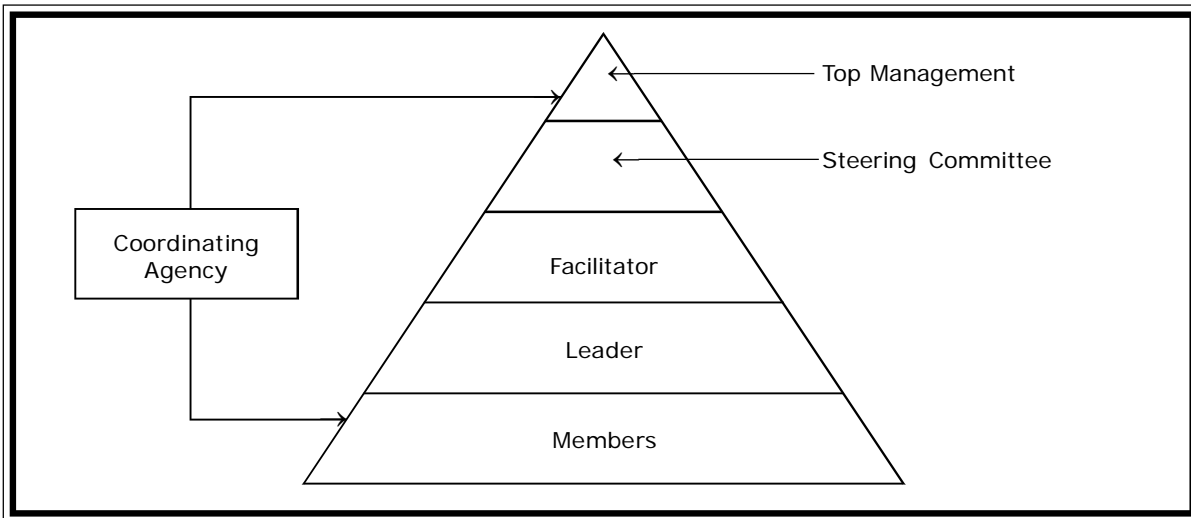 Top Management
Steering Committee
Coordinating
Agency
Facilitator
Leader
Members